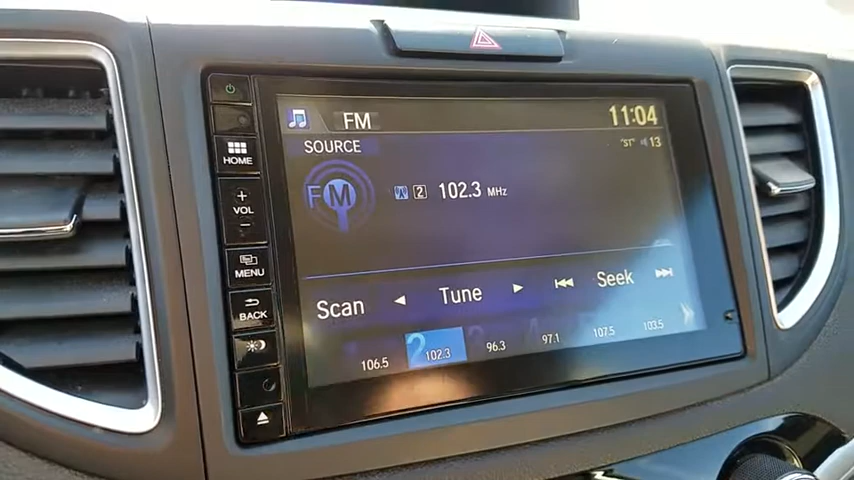 FM
11:04
SOURCE
"ST" 13
HOME
FM
2 102.3 MHz
+
VOL
−
MENU
Scan Tune Seek
BACK
2
106.5 102.3 96.3 97.1 107.5 103.5